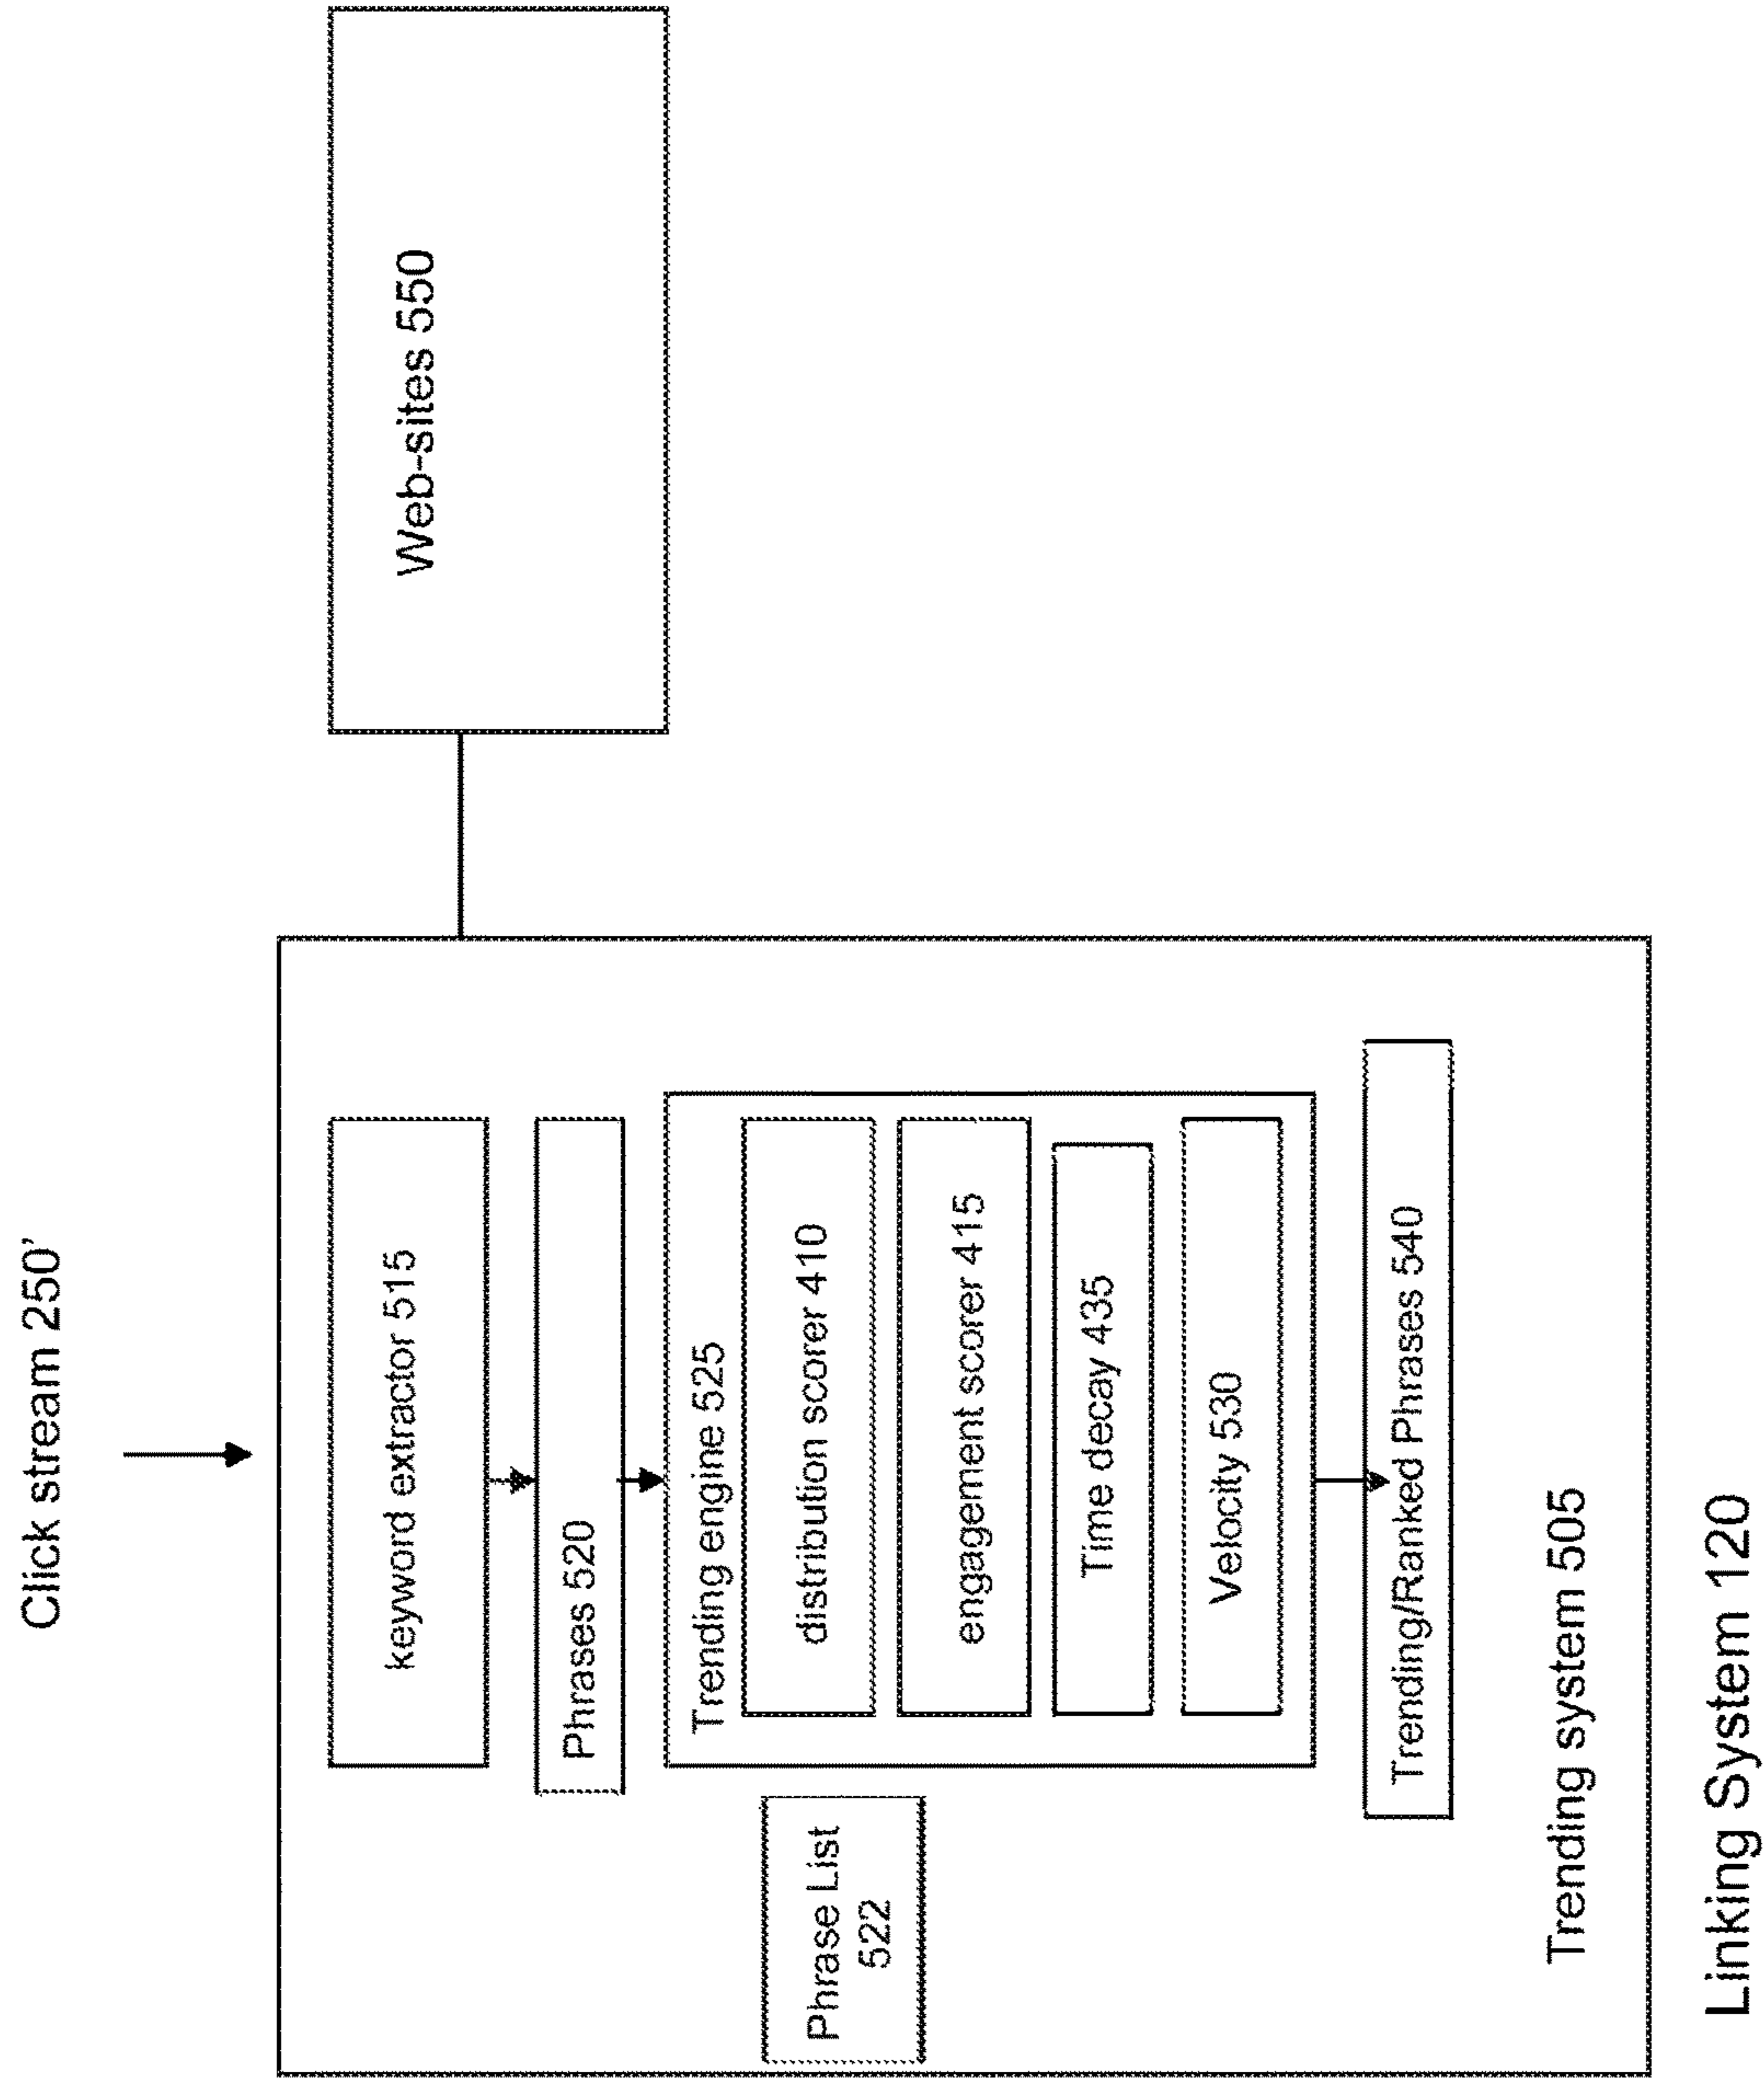 Click stream 250’
keyword extractor 515
Phrases 520
Trending engine 525
distribution scorer 410
engagement scorer 415
Time decay 435
Velocity 530
Phrase List
522
Trending/Ranked Phrases 540
Trending system 505
Linking System 120
Web-sites 550